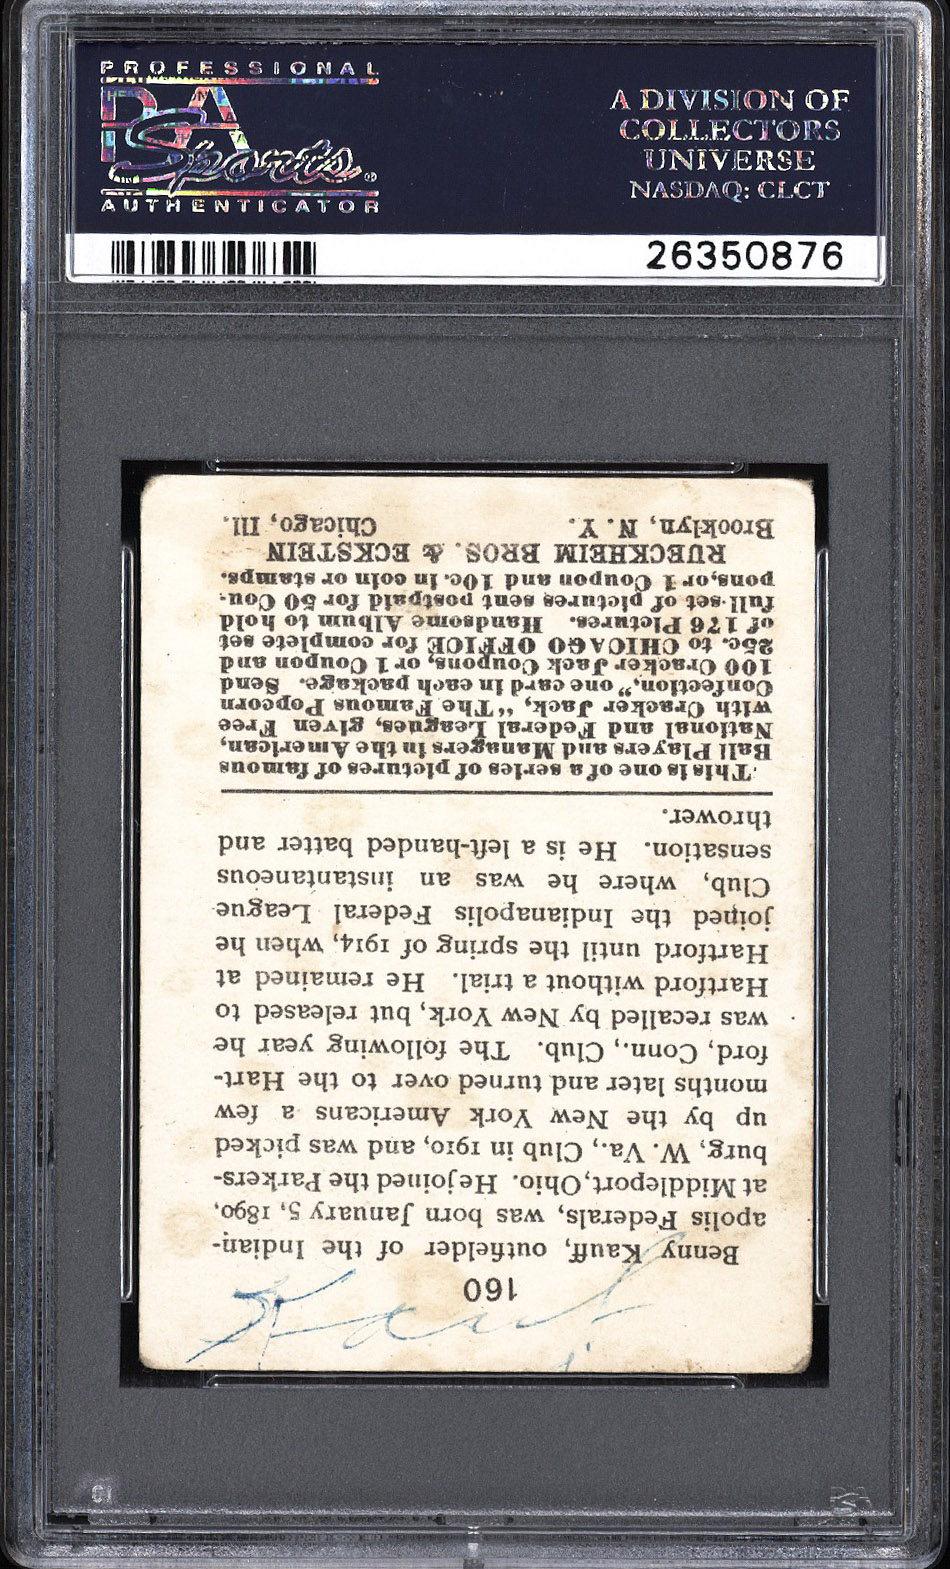 PROFESSIONAL
PSA
Sports
AUTHENTICATOR
A DIVISION OF
COLLECTORS
UNIVERSE
NASDAQ: CLCT
26350876
160
Benny Kauff, outfielder of the Indian-
apolis Federals, was born January 5, 1890,
at Middleport, Ohio. He joined the Parkers-
burg, W. Va., Club in 1910, and was picked
up by the New York Americans a few
months later and turned over to the Hart-
ford, Conn., Club. The following year he
was recalled by New York, but released to
Hartford without a trial. He remained at
Hartford until the spring of 1914, when he
joined the Indianapolis Federal League
Club, where he was an instantaneous
sensation. He is a left-handed batter and
thrower.
This is one of a series of pictures of famous
Ball Players and Managers in the American,
National and Federal Leagues, given Free
with Cracker Jack, "The Famous Popcorn
Confection," one card in each package. Send
100 Cracker Jack Coupons, or 1 Coupon and
25c. to CHICAGO OFFICE for complete set
of 176 Pictures. Handsome Album to hold
full set of pictures sent postpaid for 50 Cou-
pons, or 1 Coupon and 10c. in coin or stamps.
RUECKHEIM BROS. & ECKSTEIN
Brooklyn, N. Y. Chicago, Ill.